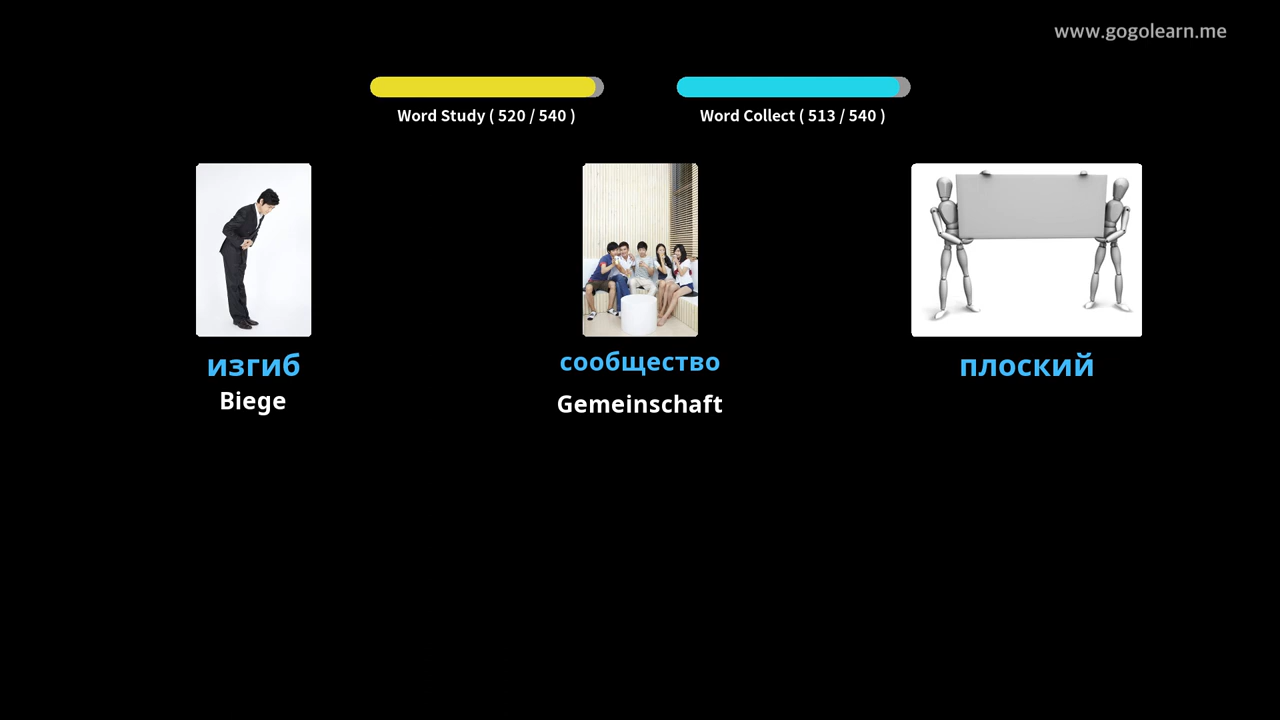 www.gogolearn.me
Word Study ( 520 / 540 )
Word Collect ( 513 / 540 )
изгиб
Biege
сообщество
Gemeinschaft
плоский